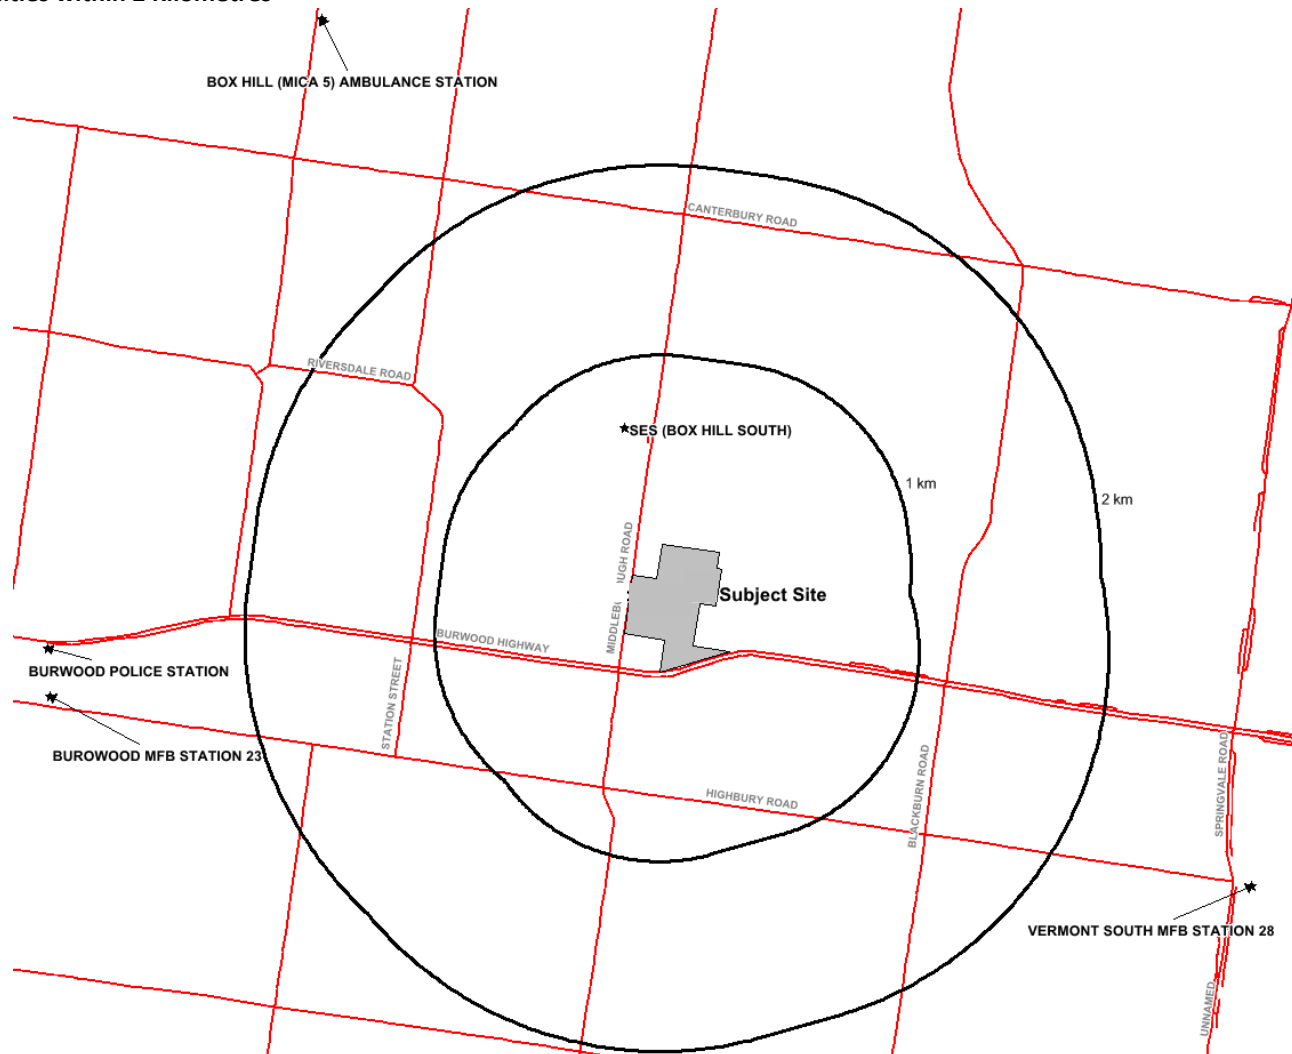 BOX HILL (MICA 5) AMBULANCE STATION
CANTERBURY ROAD
RIVERSDALE ROAD
SES (BOX HILL SOUTH)
1 km
2 km
Subject Site
BURWOOD HIGHWAY
BURWOOD POLICE STATION
STATION STREET
BUROWOOD MFB STATION 23
HIGHBURY ROAD
BLACKBURN ROAD
SPRINGVALE ROAD
VERMONT SOUTH MFB STATION 28
UNNAMED